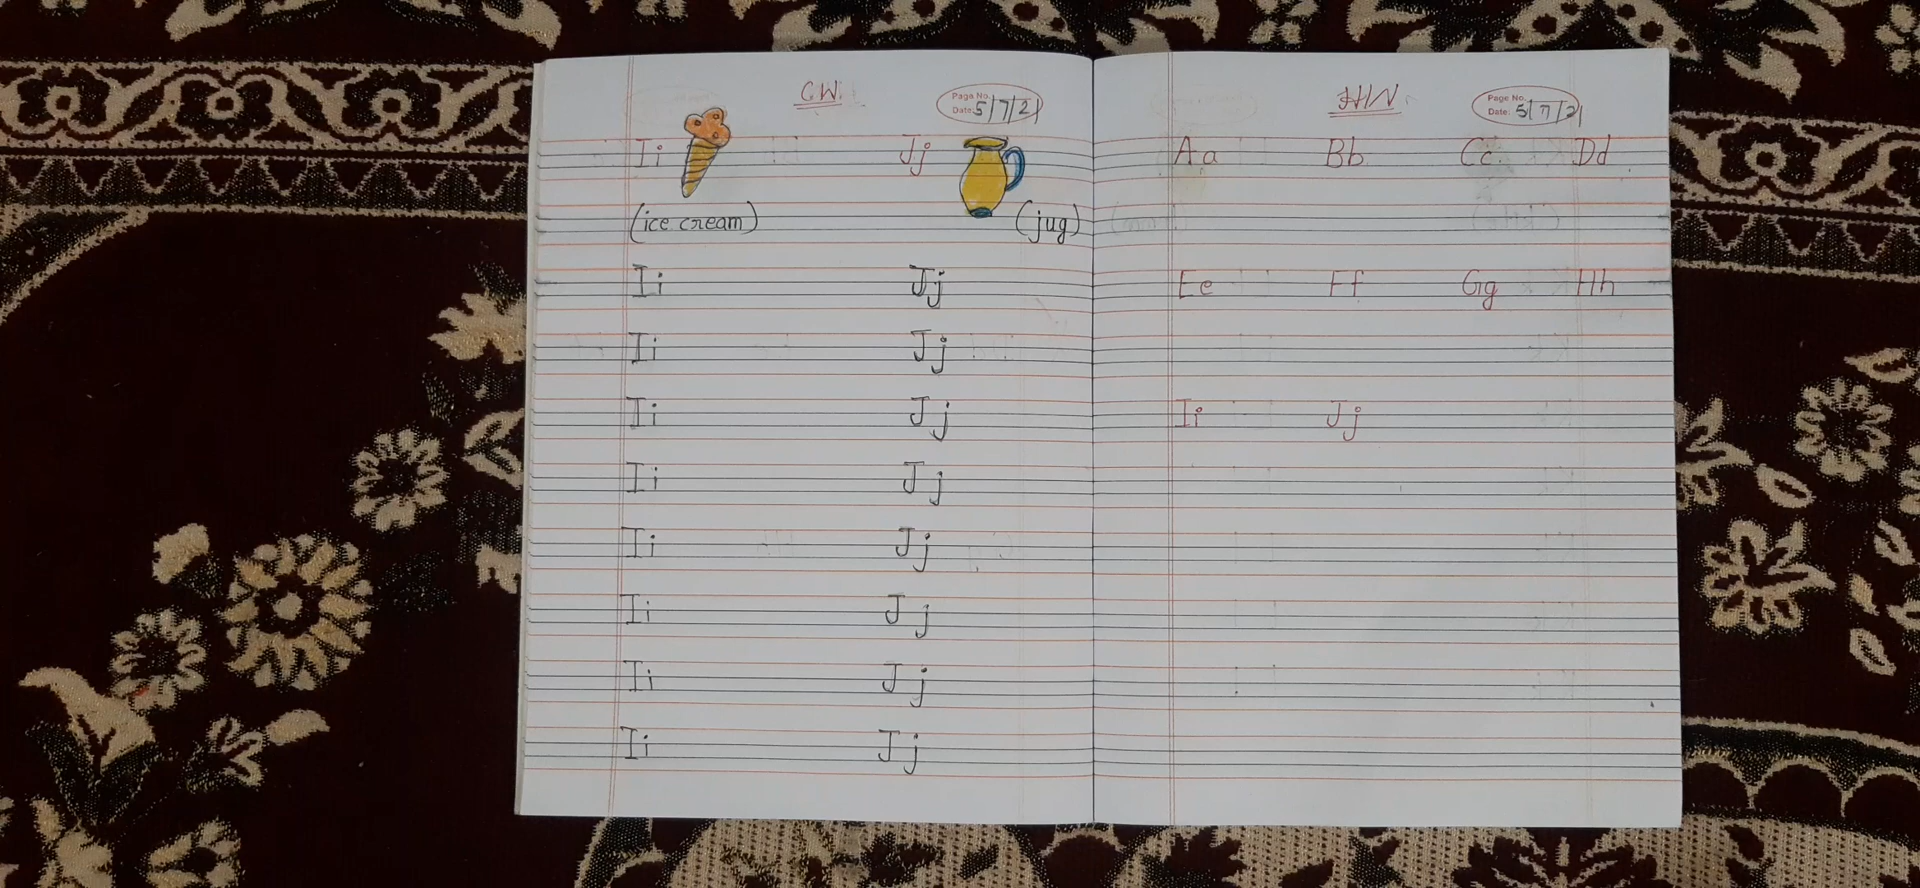 C.W.
Page No.
Date: 5/7/21
Ii Jj
(ice cream) (jug)
Ii Jj
Ii Jj
Ii Jj
Ii Jj
Ii Jj
Ii Jj
Ii Jj
Ii Jj
H.W.
Page No.
Date: 5/7/21
Aa Bb Cc Dd
Ee Ff Gg Hh
Ii Jj